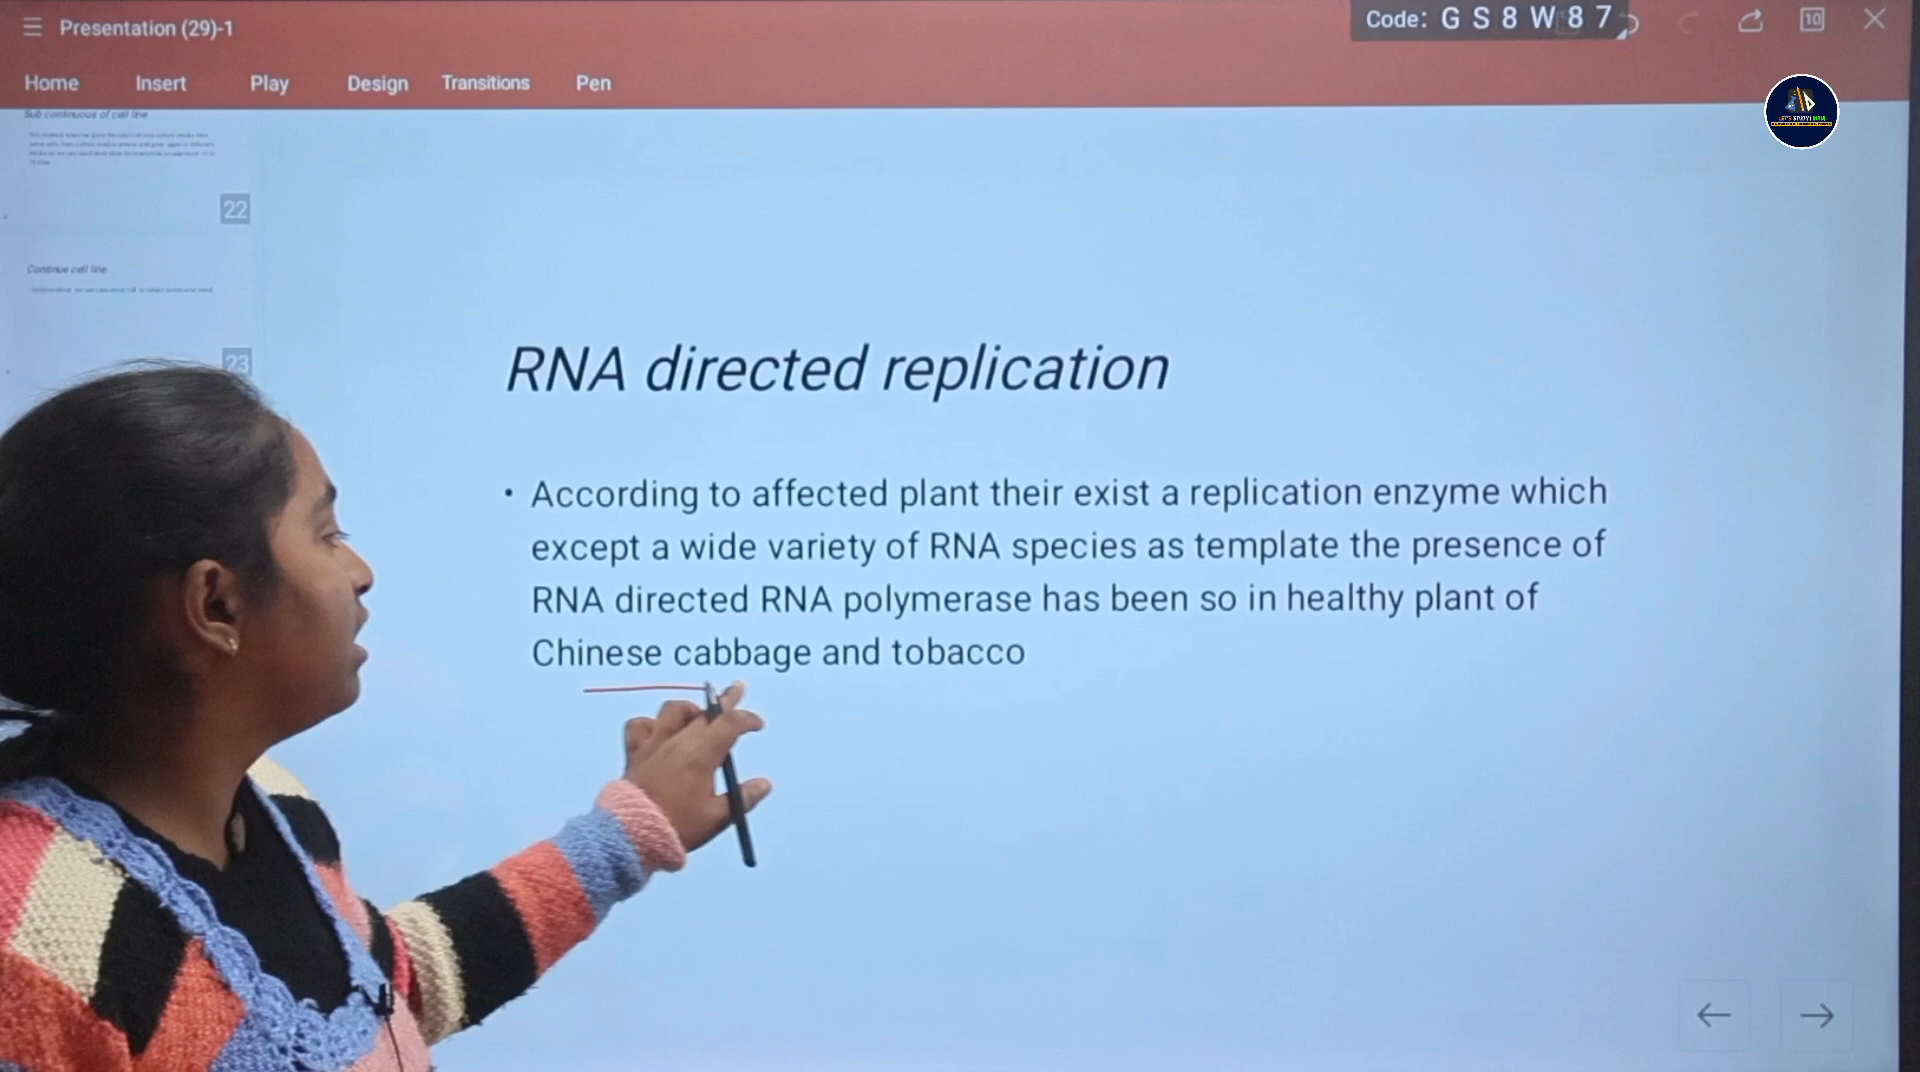 Presentation (29)-1
Code: G S 8 W 8 7
10
Home Insert Play Design Transitions Pen
Sub continuous of cell line
22
Continue cell line
23
RNA directed replication
• According to affected plant their exist a replication enzyme which
except a wide variety of RNA species as template the presence of
RNA directed RNA polymerase has been so in healthy plant of
Chinese cabbage and tobacco